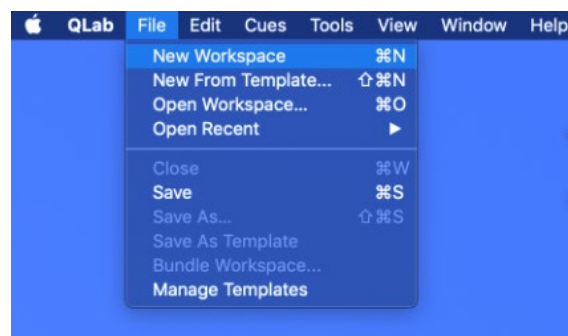 QLab File Edit Cues Tools View Window Help
New Workspace ⌘N
New From Template... ⇧⌘N
Open Workspace... ⌘O
Open Recent ▶
Close ⌘W
Save ⌘S
Save As... ⇧⌘S
Save As Template
Bundle Workspace...
Manage Templates